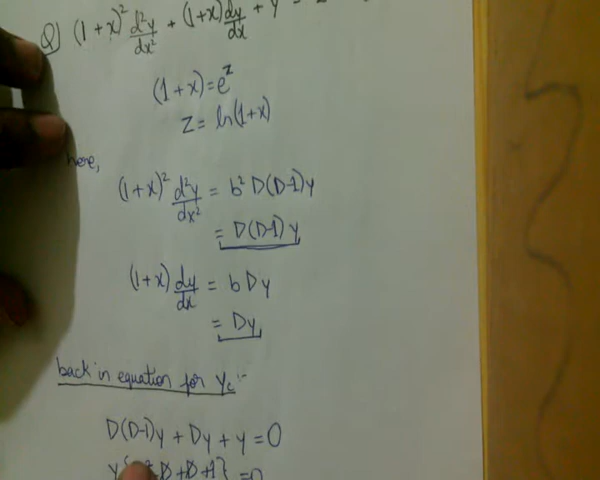 Q) (1+x)² d²y/dx² + (1+x) dy/dx + y =
(1+x) = e^z
z = ln(1+x)
here,
(1+x)² d²y/dx² = b² D(D-1)y
= D(D-1)y
(1+x) dy/dx = b Dy
= Dy
back in equation for yc :-
D(D-1)y + Dy + y = 0